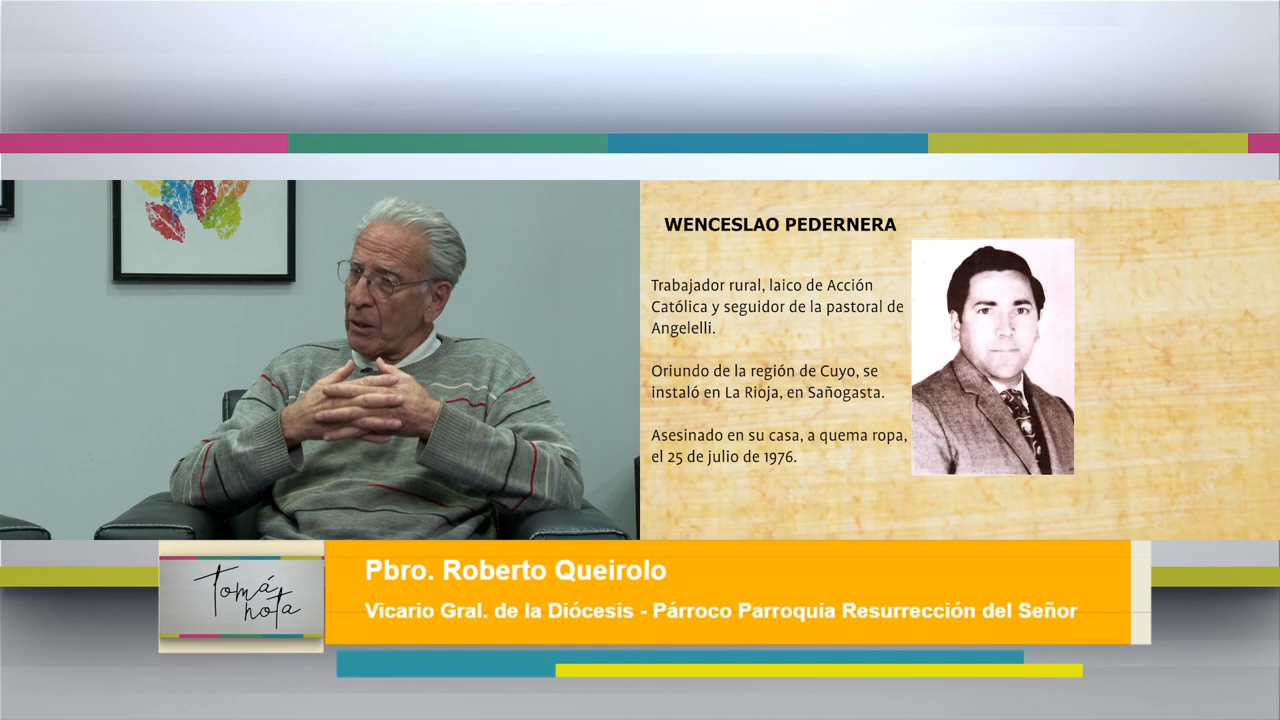 WENCESLAO PEDERNERA
Trabajador rural, laico de Acción
Católica y seguidor de la pastoral de
Angelelli.
Oriundo de la región de Cuyo, se
instaló en La Rioja, en Sañogasta.
Asesinado en su casa, a quema ropa,
el 25 de julio de 1976.
Tomá
nota
Pbro. Roberto Queirolo
Vicario Gral. de la Diócesis - Párroco Parroquia Resurrección del Señor